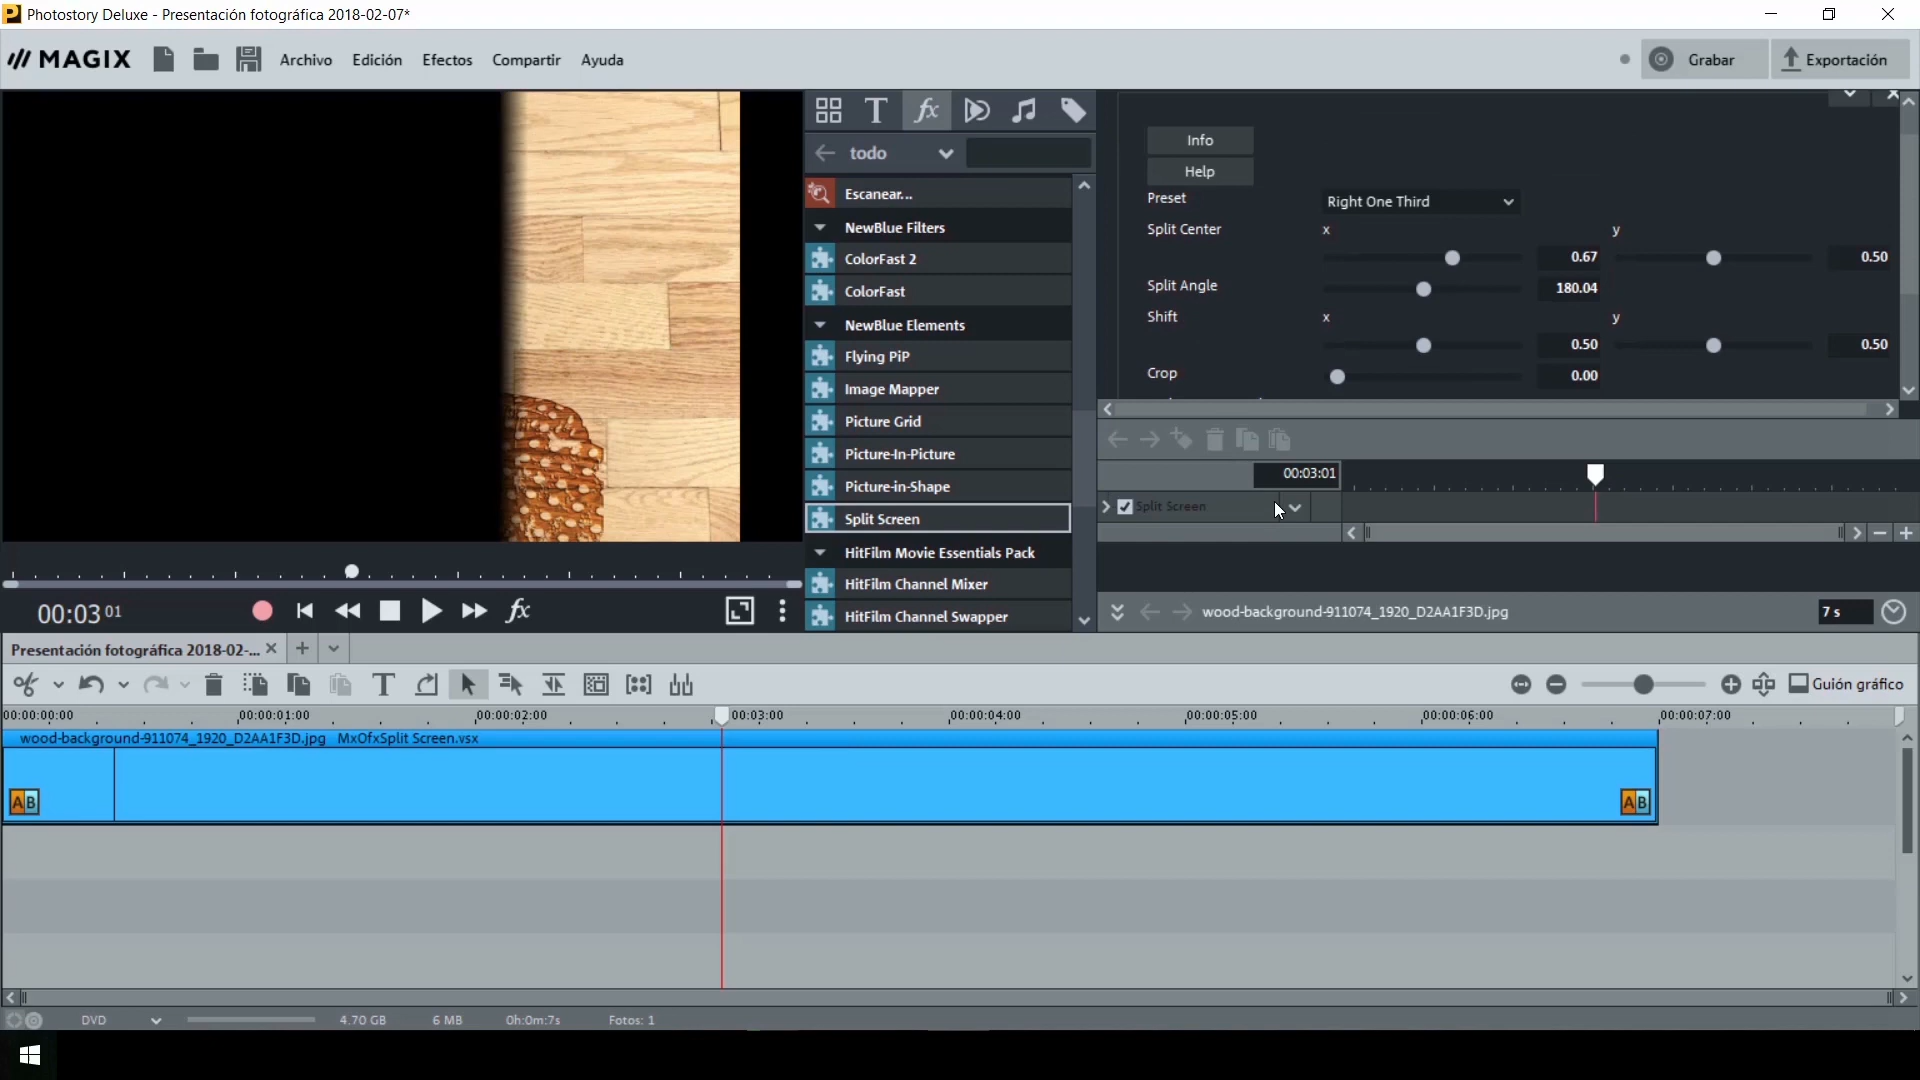 Photostory Deluxe - Presentación fotográfica 2018-02-07*
MAGIX
Archivo Edición Efectos Compartir Ayuda
Grabar
Exportación
todo
Escanear...
NewBlue Filters
ColorFast 2
ColorFast
NewBlue Elements
Flying PiP
Image Mapper
Picture Grid
Picture-In-Picture
Picture-in-Shape
Split Screen
HitFilm Movie Essentials Pack
HitFilm Channel Mixer
HitFilm Channel Swapper
Info
Help
Preset Right One Third
Split Center x y
0.67 0.50
Split Angle 180.04
Shift x y
0.50 0.50
Crop 0.00
00:03:01
Split Screen
00:03 01
wood-background-911074_1920_D2AA1F3D.jpg 7 s
Presentación fotográfica 2018-02-...
Guión gráfico
00:00:00:00 00:00:01:00 00:00:02:00 00:00:03:00 00:00:04:00 00:00:05:00 00:00:06:00 00:00:07:00
wood-background-911074_1920_D2AA1F3D.jpg MxOfxSplit Screen.vsx
AB AB
DVD 4.70 GB 6 MB 0h:0m:7s Fotos: 1